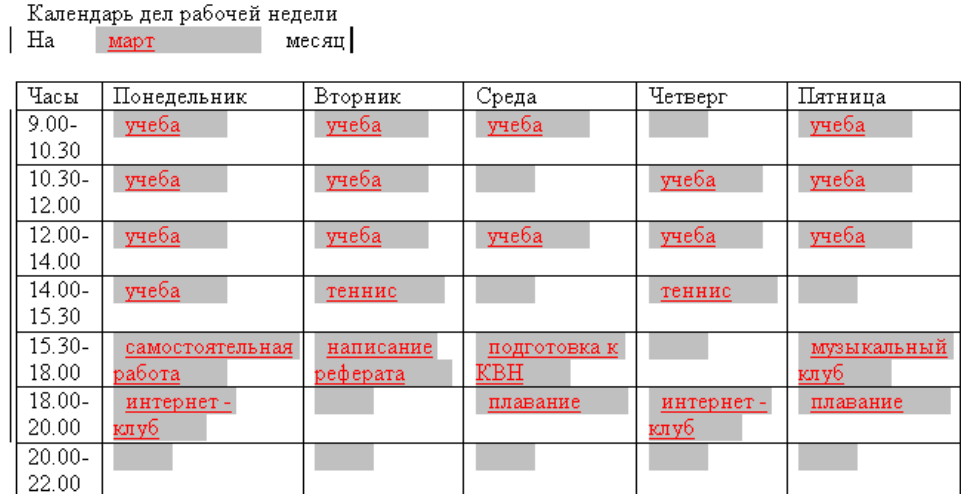 Календарь дел рабочей недели
На март месяц
Часы Понедельник Вторник Среда Четверг Пятница
9.00- учеба учеба учеба учеба
10.30
10.30- учеба учеба учеба учеба
12.00
12.00- учеба учеба учеба учеба учеба
14.00
14.00- учеба теннис теннис
15.30
15.30- самостоятельная написание подготовка к музыкальный
18.00 работа реферата КВН клуб
18.00- интернет - плавание интернет - плавание
20.00 клуб клуб
20.00-
22.00